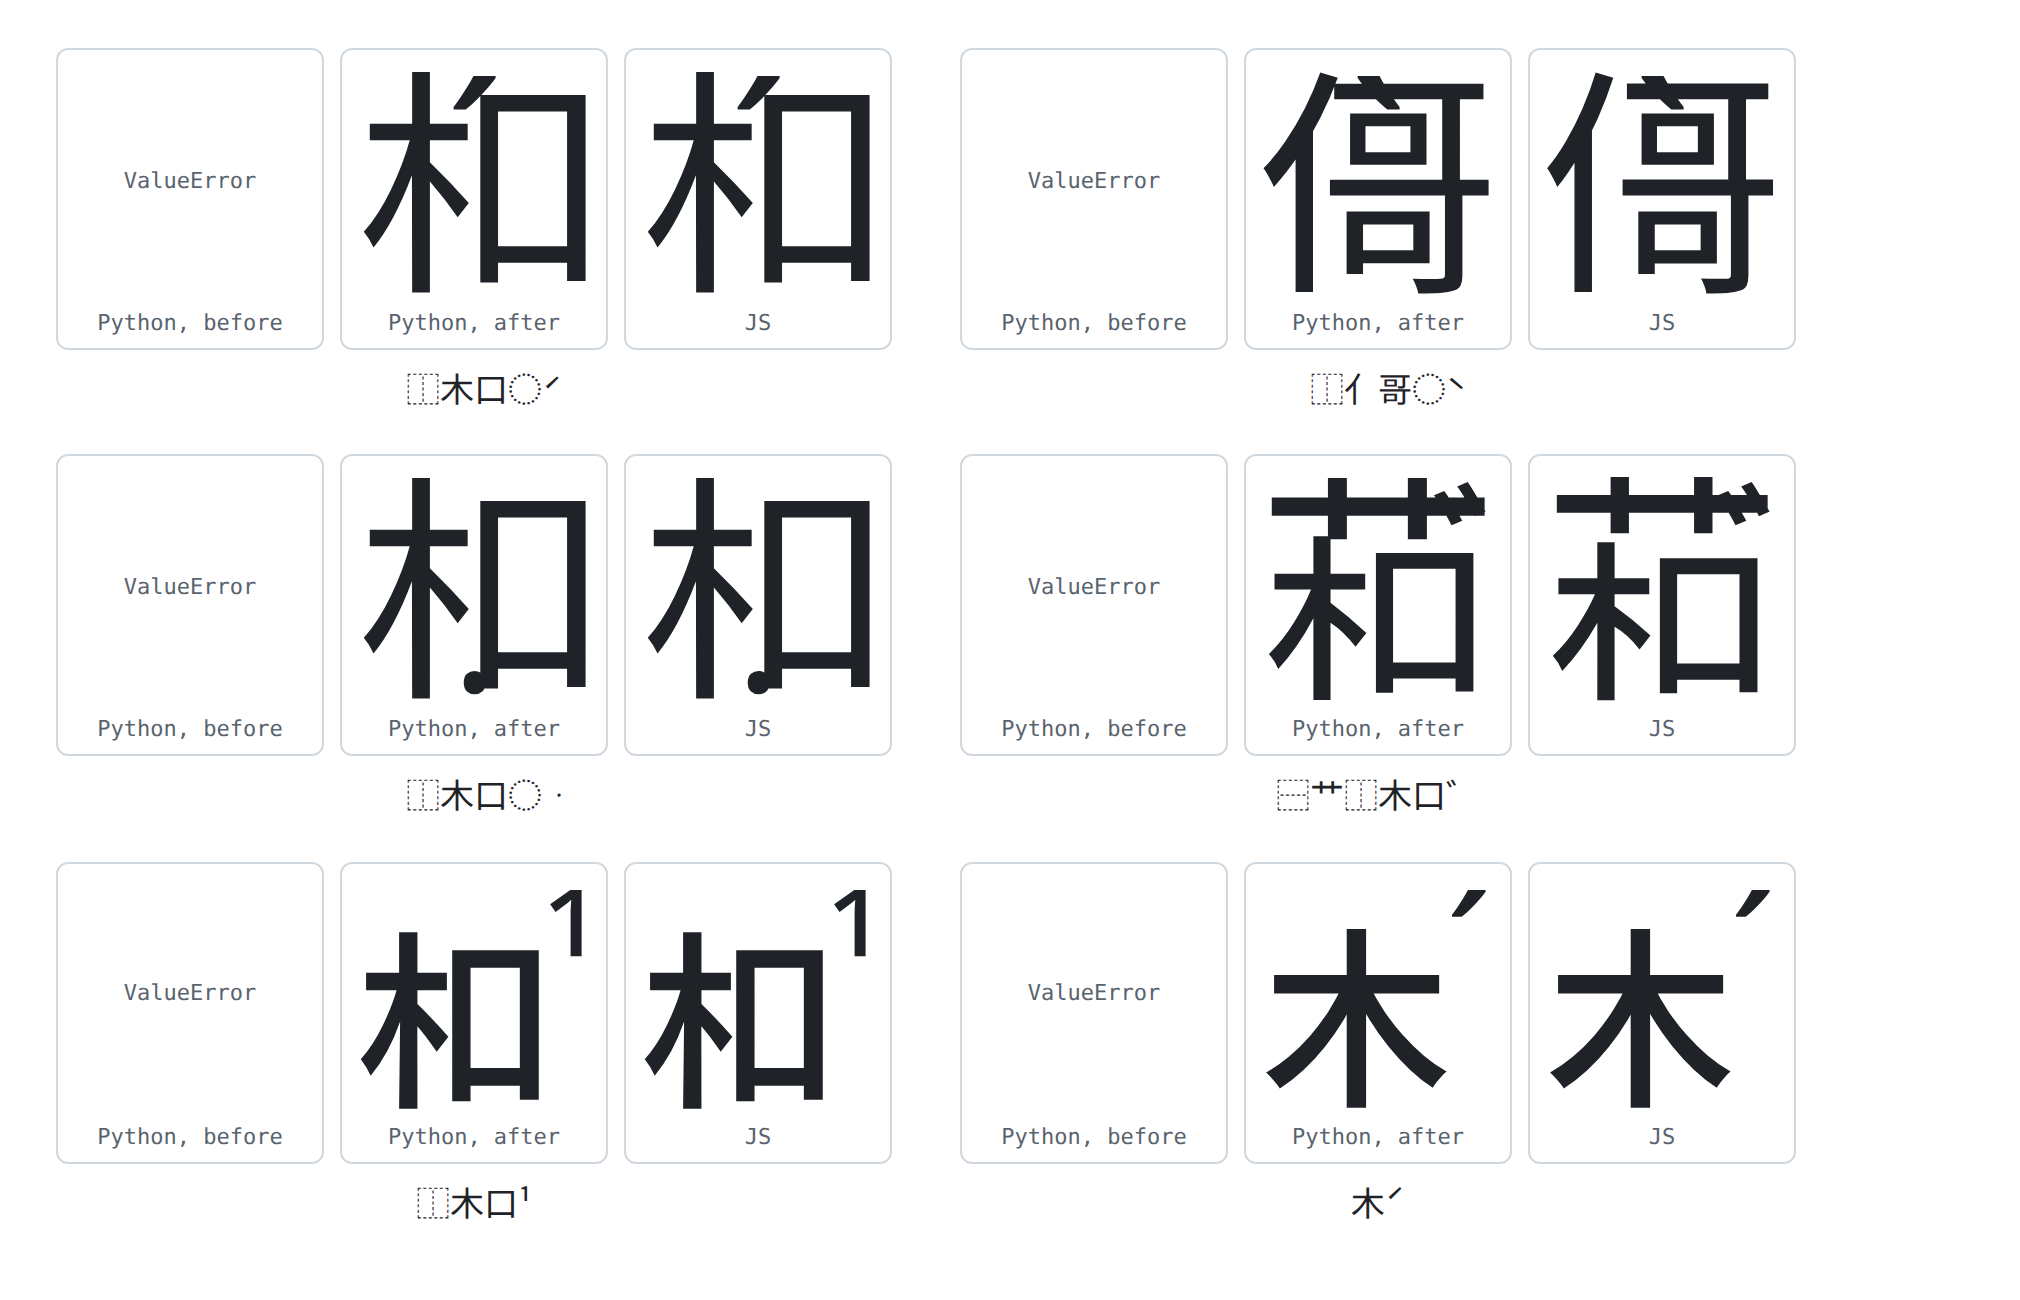 ValueError
Python, before
Python, after
JS
⿰木口◌ˊ
ValueError
Python, before
Python, after
JS
⿰亻哥◌ˋ
ValueError
Python, before
Python, after
JS
⿰木口◌·
ValueError
Python, before
Python, after
JS
⿱艹⿰木口゛
ValueError
Python, before
Python, after
JS
⿰木口¹
ValueError
Python, before
Python, after
JS
木ˊ